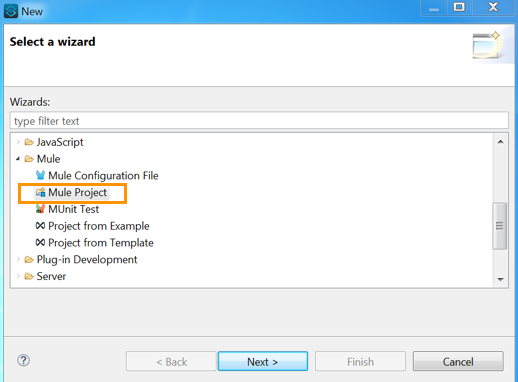 New
Select a wizard
Wizards:
type filter text
JavaScript
Mule
Mule Configuration File
Mule Project
MUnit Test
Project from Example
Project from Template
Plug-in Development
Server
?
< Back
Next >
Finish
Cancel